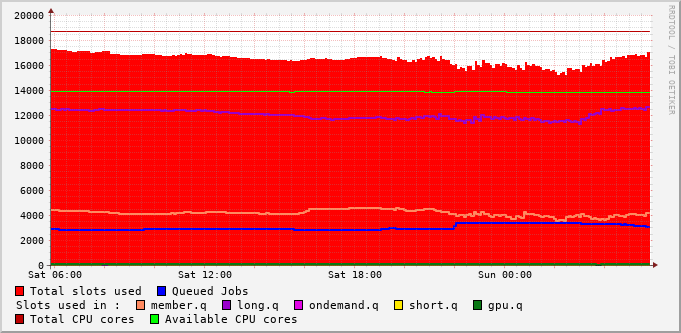 RRDTOOL / TOBI OETIKER
20000
18000
16000
14000
12000
10000
8000
6000
4000
2000
0
Sat 06:00 Sat 12:00 Sat 18:00 Sun 00:00
Total slots used Queued Jobs
Slots used in : member.q long.q ondemand.q short.q gpu.q
Total CPU cores Available CPU cores